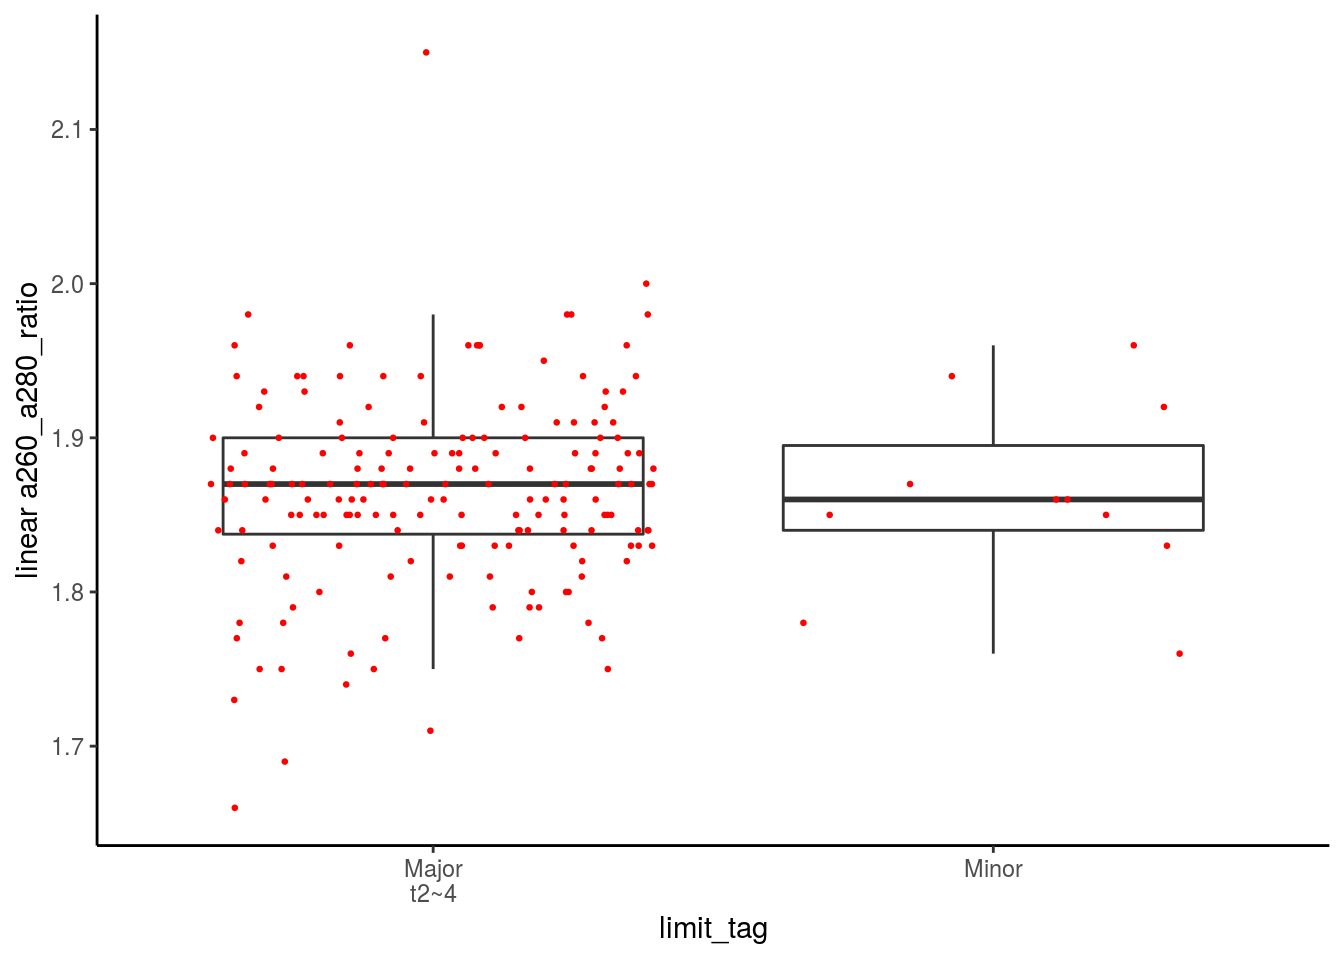 linear a260_a280_ratio
2.1
2.0
1.9
1.8
1.7
Major
t2~4
Minor
limit_tag